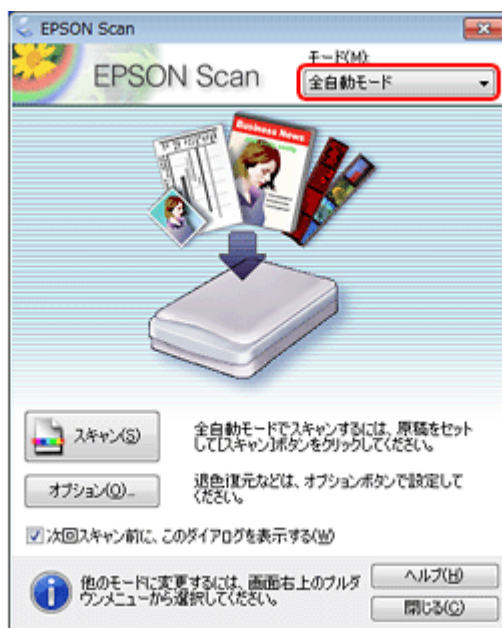 EPSON Scan
EPSON Scan
モード(M):
全自動モード
Business News
スキャン(S)
全自動モードでスキャンするには、原稿をセット
して[スキャン]ボタンをクリックしてください。
オプション(O)...
退色復元などは、オプションボタンで設定して
ください。
次回スキャン前に、このダイアログを表示する(W)
他のモードに変更するには、画面右上のプルダ
ウンメニューから選択してください。
ヘルプ(H)
閉じる(C)